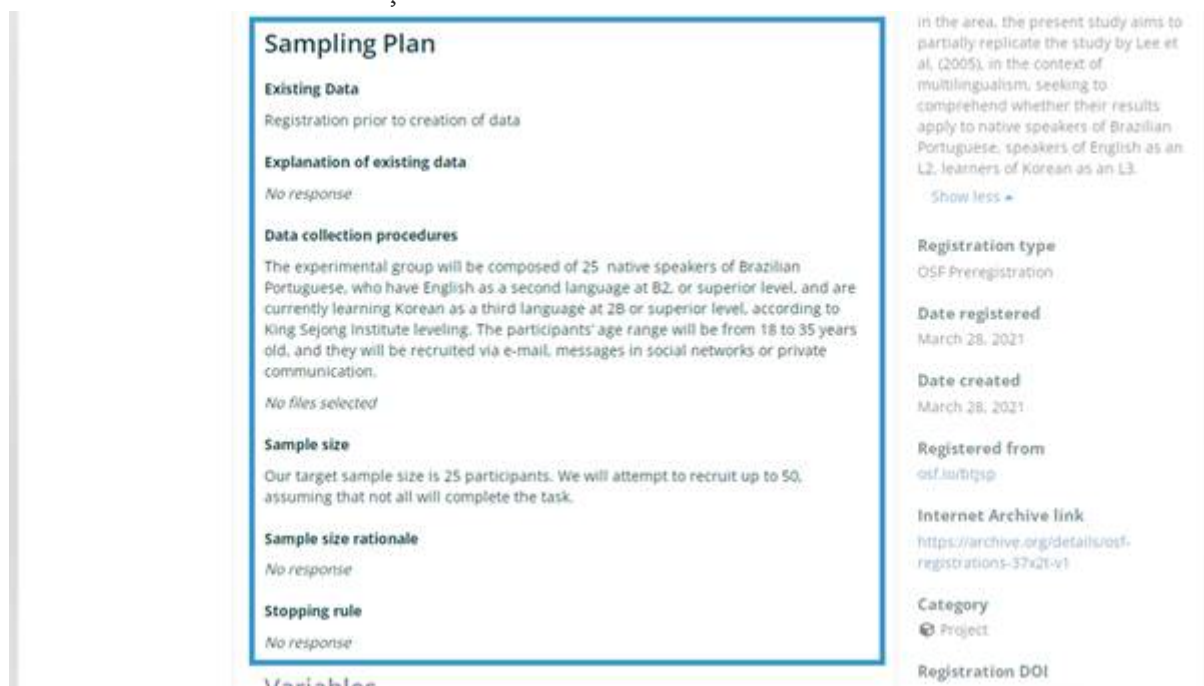 Sampling Plan
Existing Data
Registration prior to creation of data
Explanation of existing data
No response
Data collection procedures
The experimental group will be composed of 25 native speakers of Brazilian
Portuguese, who have English as a second language at B2, or superior level, and are
currently learning Korean as a third language at 2B or superior level, according to
King Sejong Institute leveling. The participants' age range will be from 18 to 35 years
old, and they will be recruited via e-mail, messages in social networks or private
communication.
No files selected
Sample size
Our target sample size is 25 participants. We will attempt to recruit up to 50,
assuming that not all will complete the task.
Sample size rationale
No response
Stopping rule
No response
in the area, the present study aims to
partially replicate the study by Lee et
al. (2005), in the context of
multilingualism, seeking to
comprehend whether their results
apply to native speakers of Brazilian
Portuguese, speakers of English as an
L2, learners of Korean as an L3.
Show less
Registration type
OSF Preregistration
Date registered
March 28, 2021
Date created
March 28, 2021
Registered from
Internet Archive link
https://archive.org/details/osf-
registrations-37x2t-v1
Category
Project
Registration DOI